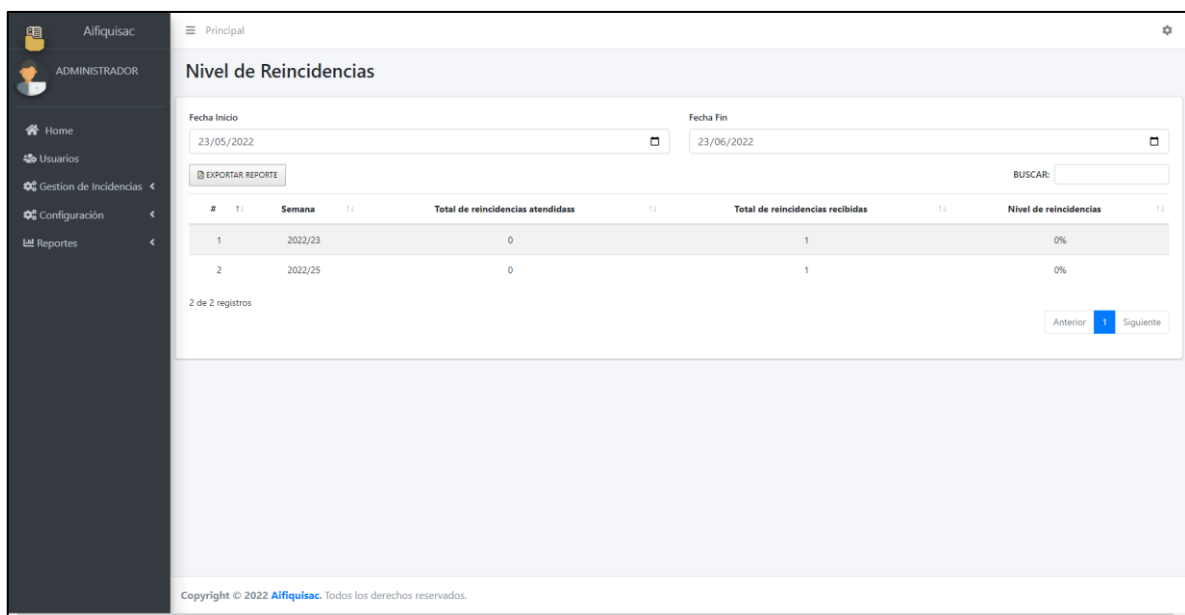 Aifiquisac
Principal
ADMINISTRADOR
Nivel de Reincidencias
Home
Usuarios
Gestion de Incidencias
Configuración
Reportes
Fecha Inicio
Fecha Fin
23/05/2022
23/06/2022
EXPORTAR REPORTE
BUSCAR:
# Semana Total de reincidencias atendidass Total de reincidencias recibidas Nivel de reincidencias
1 2022/23 0 1 0%
2 2022/25 0 1 0%
2 de 2 registros
Anterior 1 Siguiente
Copyright © 2022 Aifiquisac. Todos los derechos reservados.